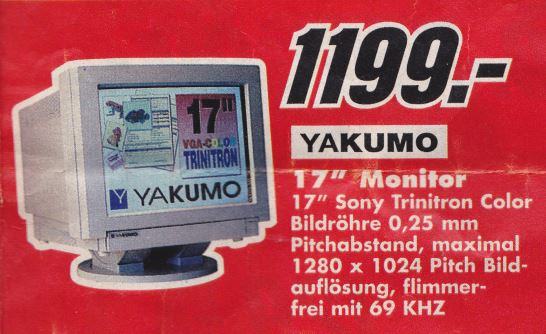 1199.-
YAKUMO
17" Monitor
17" Sony Trinitron Color
Bildröhre 0,25 mm
Pitchabstand, maximal
1280 x 1024 Pitch Bild-
auflösung, flimmer-
frei mit 69 KHZ
17"
VGA-COLOR
TRINITRON
YAKUMO
YAKUMO